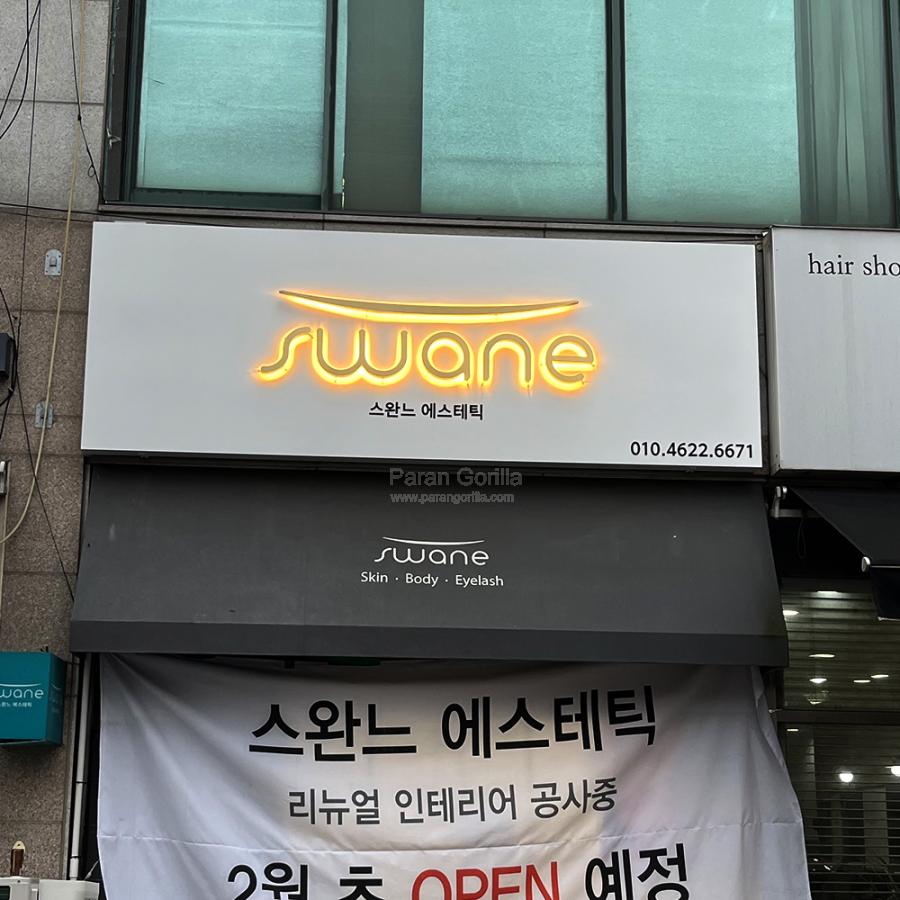 swane
스완느 에스테틱
010.4622.6671
hair
Paran Gorilla
www.parangorilla.com
swane
Skin · Body · Eyelash
스완느 에스테틱
리뉴얼 인테리어 공사중
2월 초 OPEN 예정